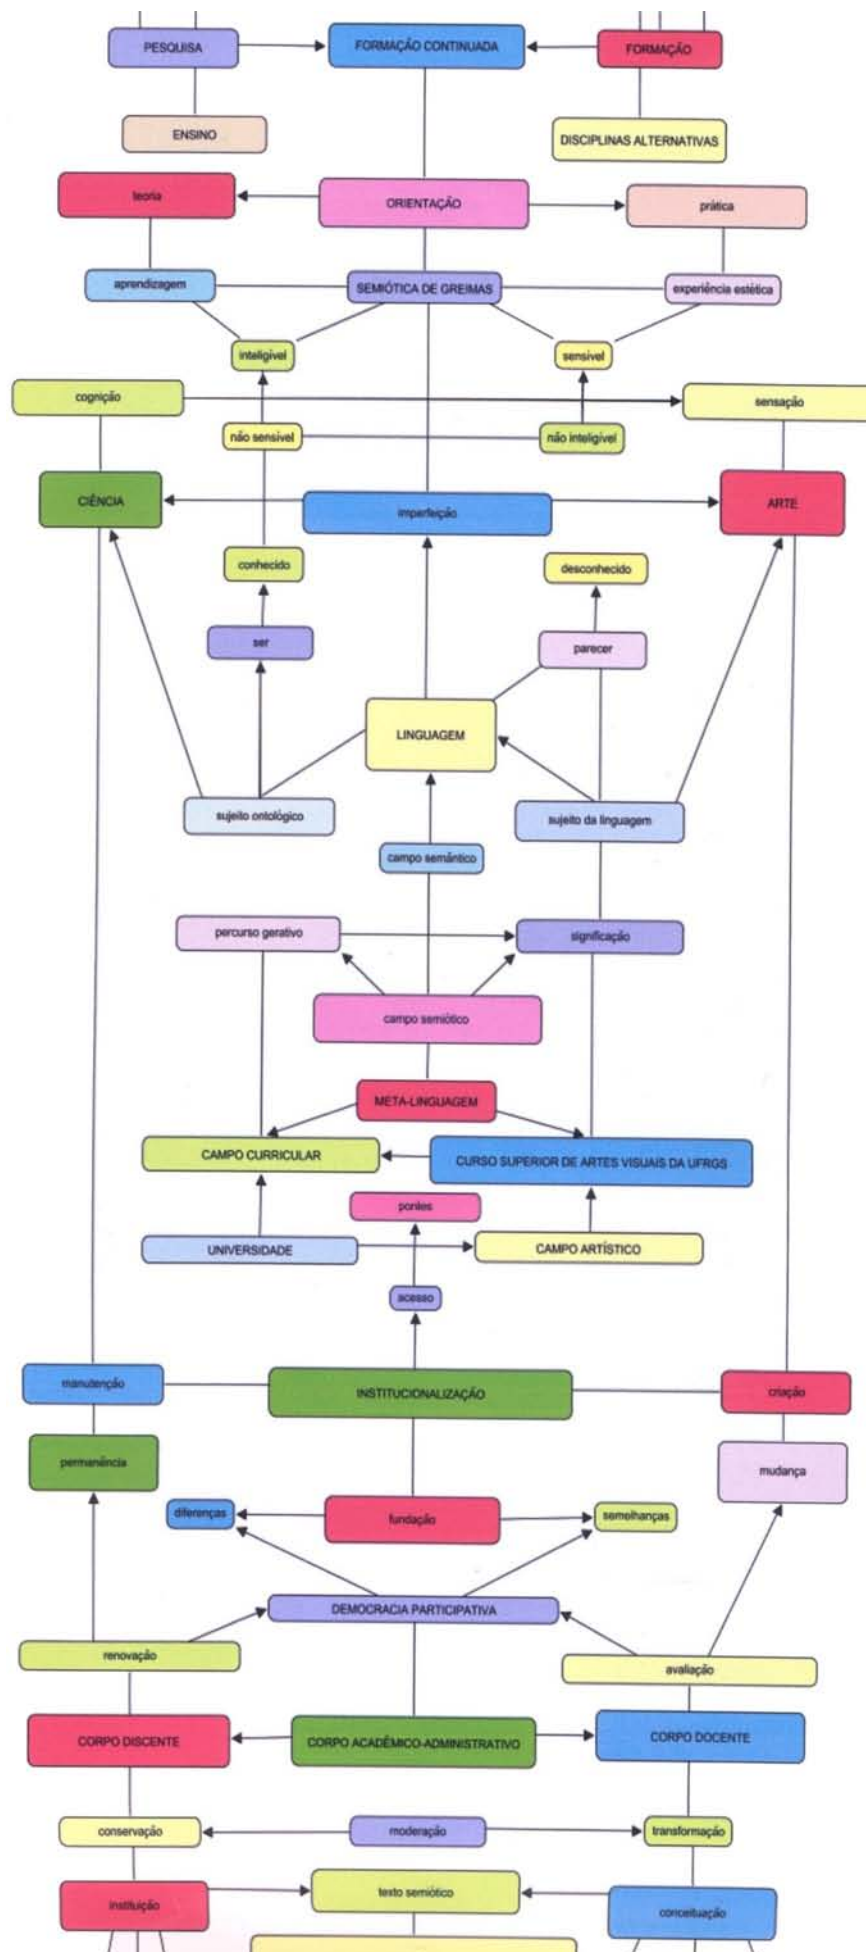 PESQUISA
FORMAÇÃO CONTINUADA
FORMAÇÃO
ENSINO
DISCIPLINAS ALTERNATIVAS
teoria
ORIENTAÇÃO
prática
aprendizagem
SEMIÓTICA DE GREIMAS
experiência estética
inteligível
sensível
cognição
sensação
não sensível
não inteligível
CIÊNCIA
imperfeição
ARTE
conhecido
desconhecido
ser
parecer
LINGUAGEM
sujeito ontológico
sujeito da linguagem
campo semântico
percurso gerativo
significação
campo semiótico
META-LINGUAGEM
CAMPO CURRICULAR
CURSO SUPERIOR DE ARTES VISUAIS DA UFRGS
pontes
UNIVERSIDADE
CAMPO ARTÍSTICO
acesso
manutenção
INSTITUCIONALIZAÇÃO
criação
permanência
mudança
diferenças
fundação
semelhanças
DEMOCRACIA PARTICIPATIVA
renovação
avaliação
CORPO DISCENTE
CORPO ACADÊMICO-ADMINISTRATIVO
CORPO DOCENTE
conservação
moderação
transformação
instituição
texto semiótico
conceituação